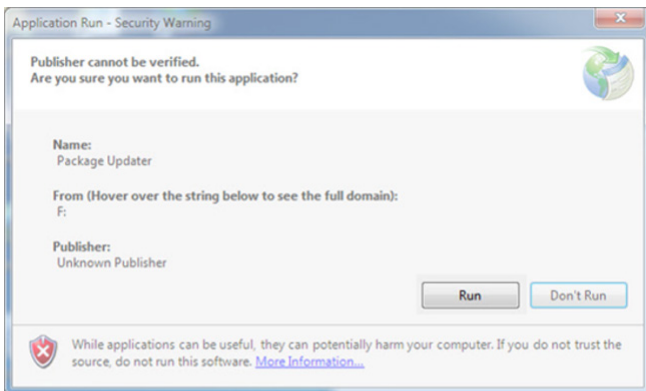 Application Run - Security Warning
Publisher cannot be verified.
Are you sure you want to run this application?
Name:
Package Updater
From (Hover over the string below to see the full domain):
F:
Publisher:
Unknown Publisher
Run
Don't Run
While applications can be useful, they can potentially harm your computer. If you do not trust the
source, do not run this software. More Information...